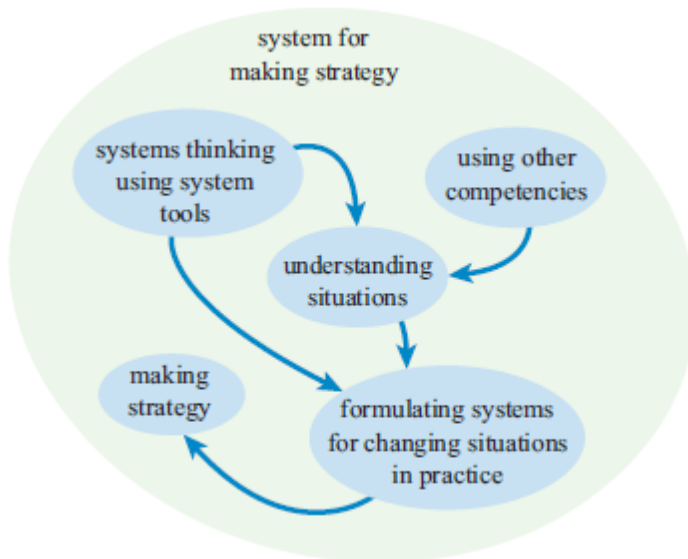 system for
making strategy
systems thinking
using system
tools
using other
competencies
understanding
situations
making
strategy
formulating systems
for changing situations
in practice